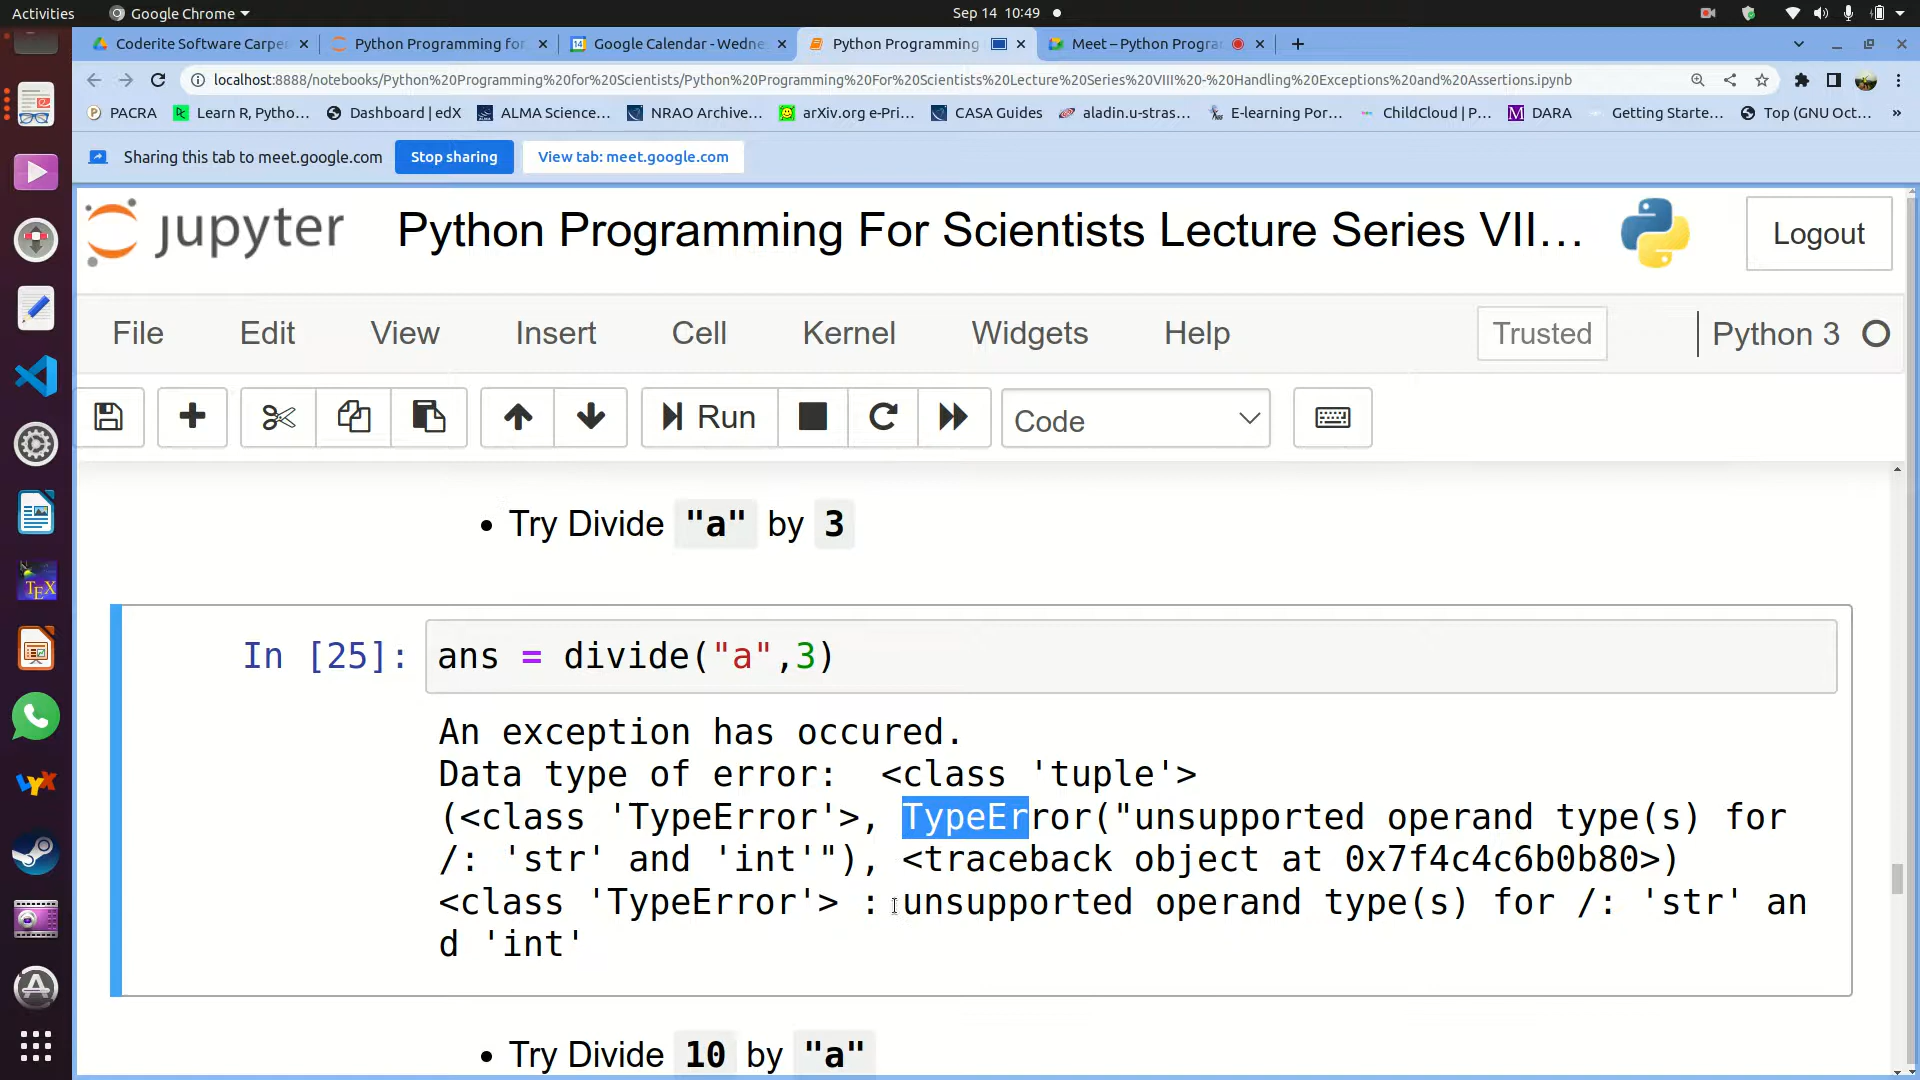 Activities Google Chrome Sep 14 10:49
Coderite Software Carpe Python Programming for Google Calendar - Wedne Python Programming Meet – Python Progra
localhost:8888/notebooks/Python%20Programming%20for%20Scientists/Python%20Programming%20For%20Scientists%20Lecture%20Series%20VIII%20-%20Handling%20Exceptions%20and%20Assertions.ipynb
PACRA Learn R, Pytho... Dashboard | edX ALMA Science... NRAO Archive... arXiv.org e-Pri... CASA Guides aladin.u-stras... E-learning Por... ChildCloud | P... DARA Getting Starte... Top (GNU Oct... »
Sharing this tab to meet.google.com Stop sharing View tab: meet.google.com
jupyter Python Programming For Scientists Lecture Series VII... Logout
File Edit View Insert Cell Kernel Widgets Help Trusted Python 3
Run Code
• Try Divide "a" by 3
In [25]: ans = divide("a",3)
An exception has occured.
Data type of error:  <class 'tuple'>
(<class 'TypeError'>, TypeError("unsupported operand type(s) for
/: 'str' and 'int'"), <traceback object at 0x7f4c4c6b0b80>)
<class 'TypeError'> : unsupported operand type(s) for /: 'str' an
d 'int'
• Try Divide 10 by "a"
TEX
LYX